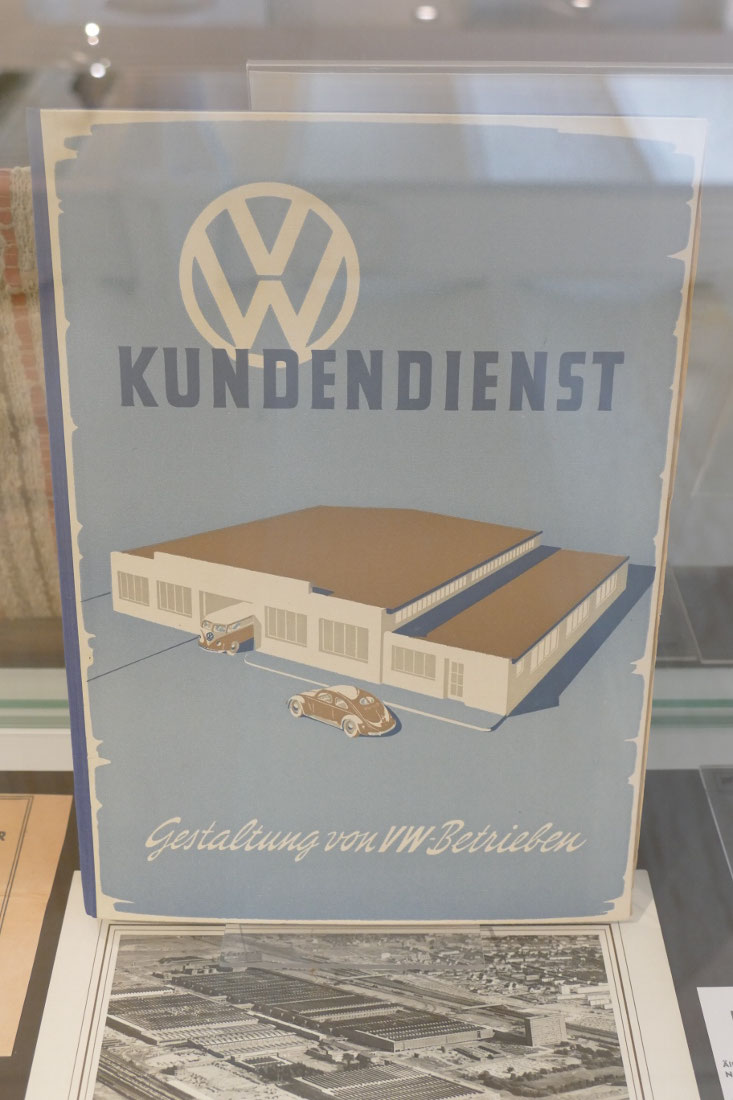 VW
KUNDENDIENST
Gestaltung von VW-Betrieben
R